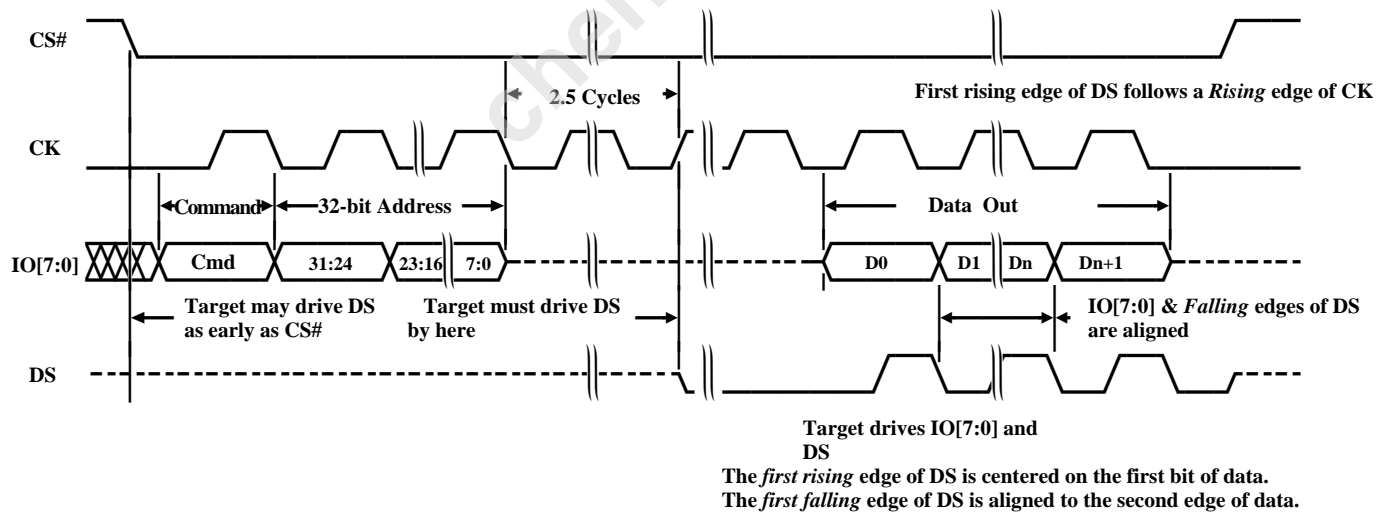 CS#
2.5 Cycles
First rising edge of DS follows a Rising edge of CK
CK
Command
32-bit Address
Data Out
IO[7:0]
Cmd
31:24
23:16
7:0
D0
D1
Dn
Dn+1
Target may drive DS
as early as CS#
Target must drive DS
by here
IO[7:0] & Falling edges of DS
are aligned
DS
Target drives IO[7:0] and
DS
The first rising edge of DS is centered on the first bit of data.
The first falling edge of DS is aligned to the second edge of data.